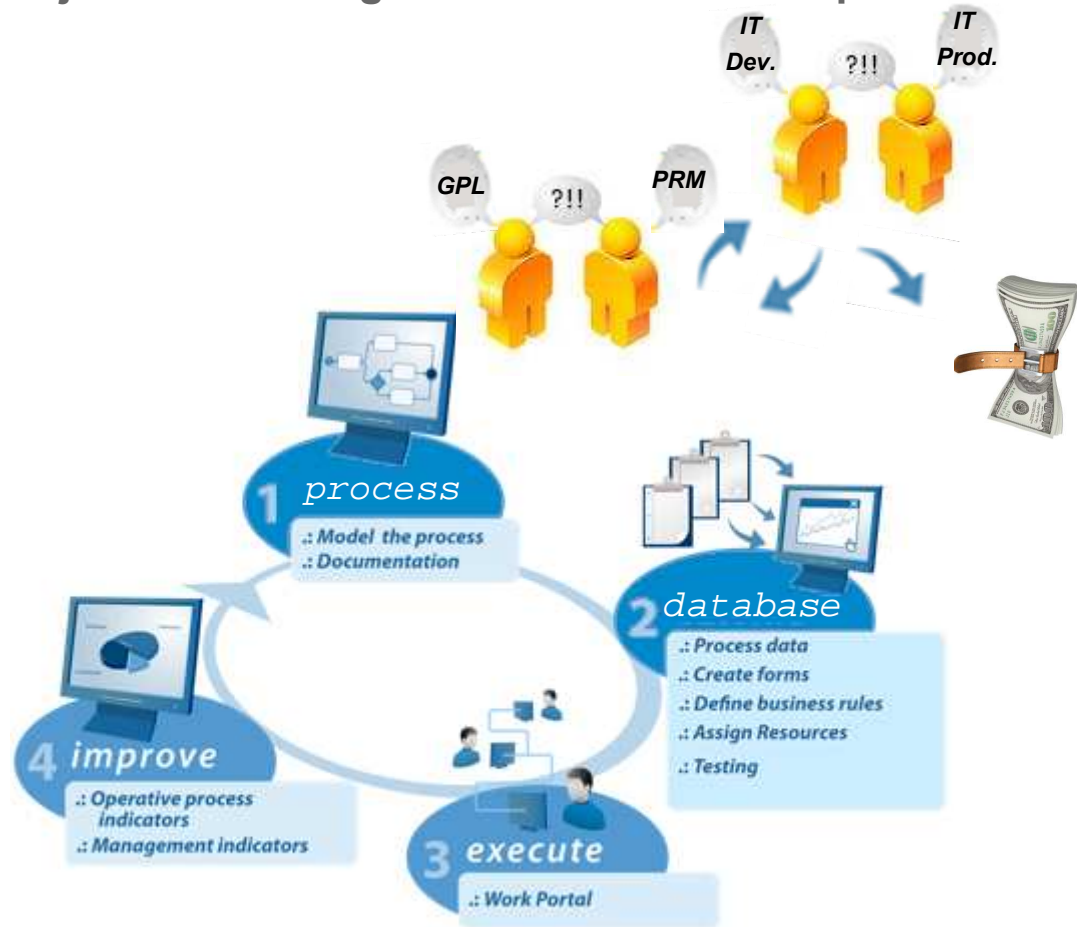 IT
Dev.
?!!
IT
Prod.
GPL
?!!
PRM
1 process
.: Model the process
.: Documentation
2 database
.: Process data
.: Create forms
.: Define business rules
.: Assign Resources
.: Testing
3 execute
.: Work Portal
4 improve
.: Operative process
indicators
.: Management indicators